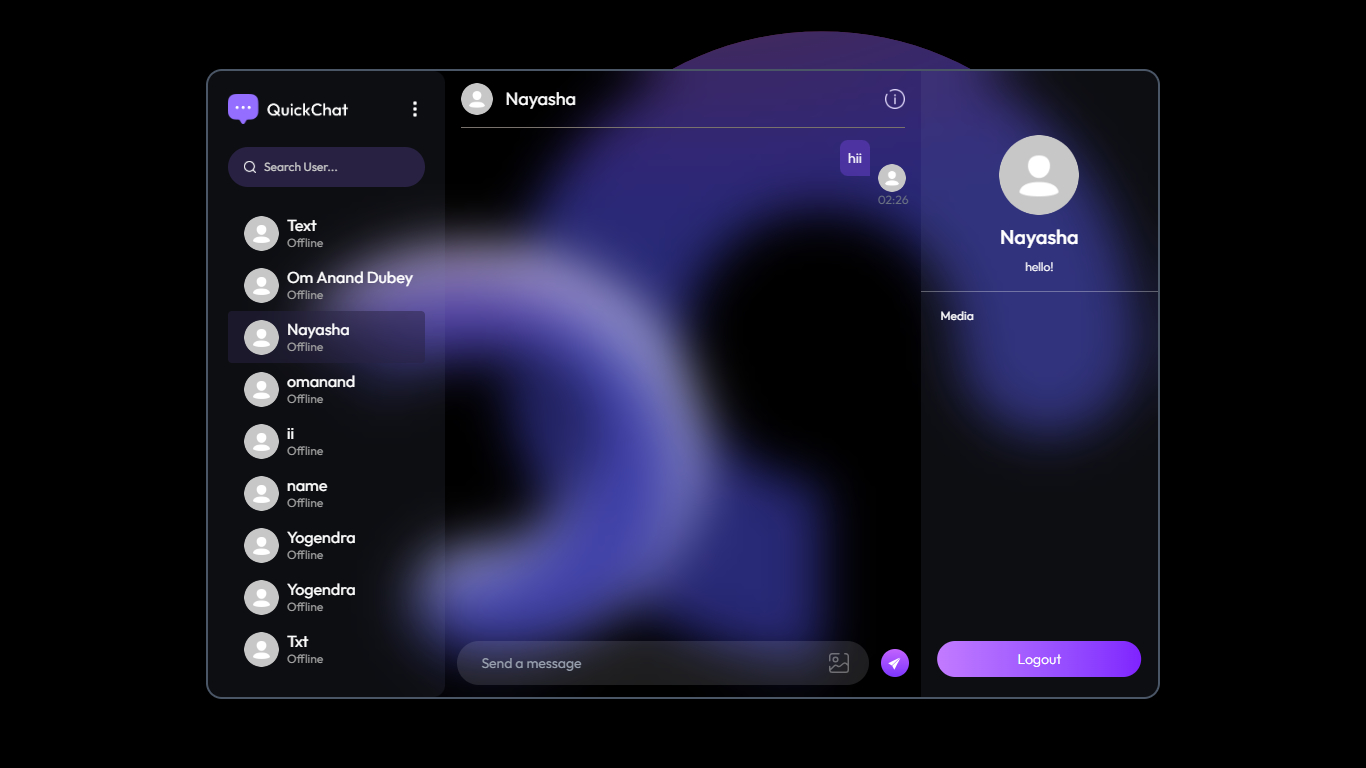 QuickChat
Search User...
Text
Offline
Om Anand Dubey
Offline
Nayasha
Offline
omanand
Offline
ii
Offline
name
Offline
Yogendra
Offline
Yogendra
Offline
Txt
Offline
Nayasha
hii
02:26
Send a message
Nayasha
hello!
Media
Logout